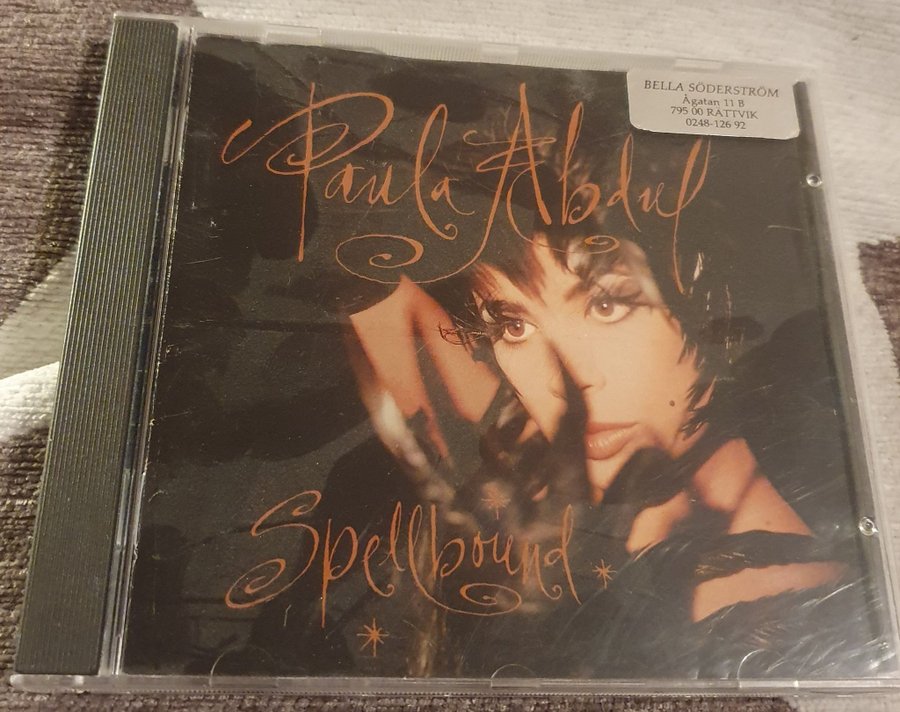 BELLA SÖDERSTRÖM
Ågatan 11 B
795 00 RÄTTVIK
0248-126 92
Paula Abdul
Spellbound